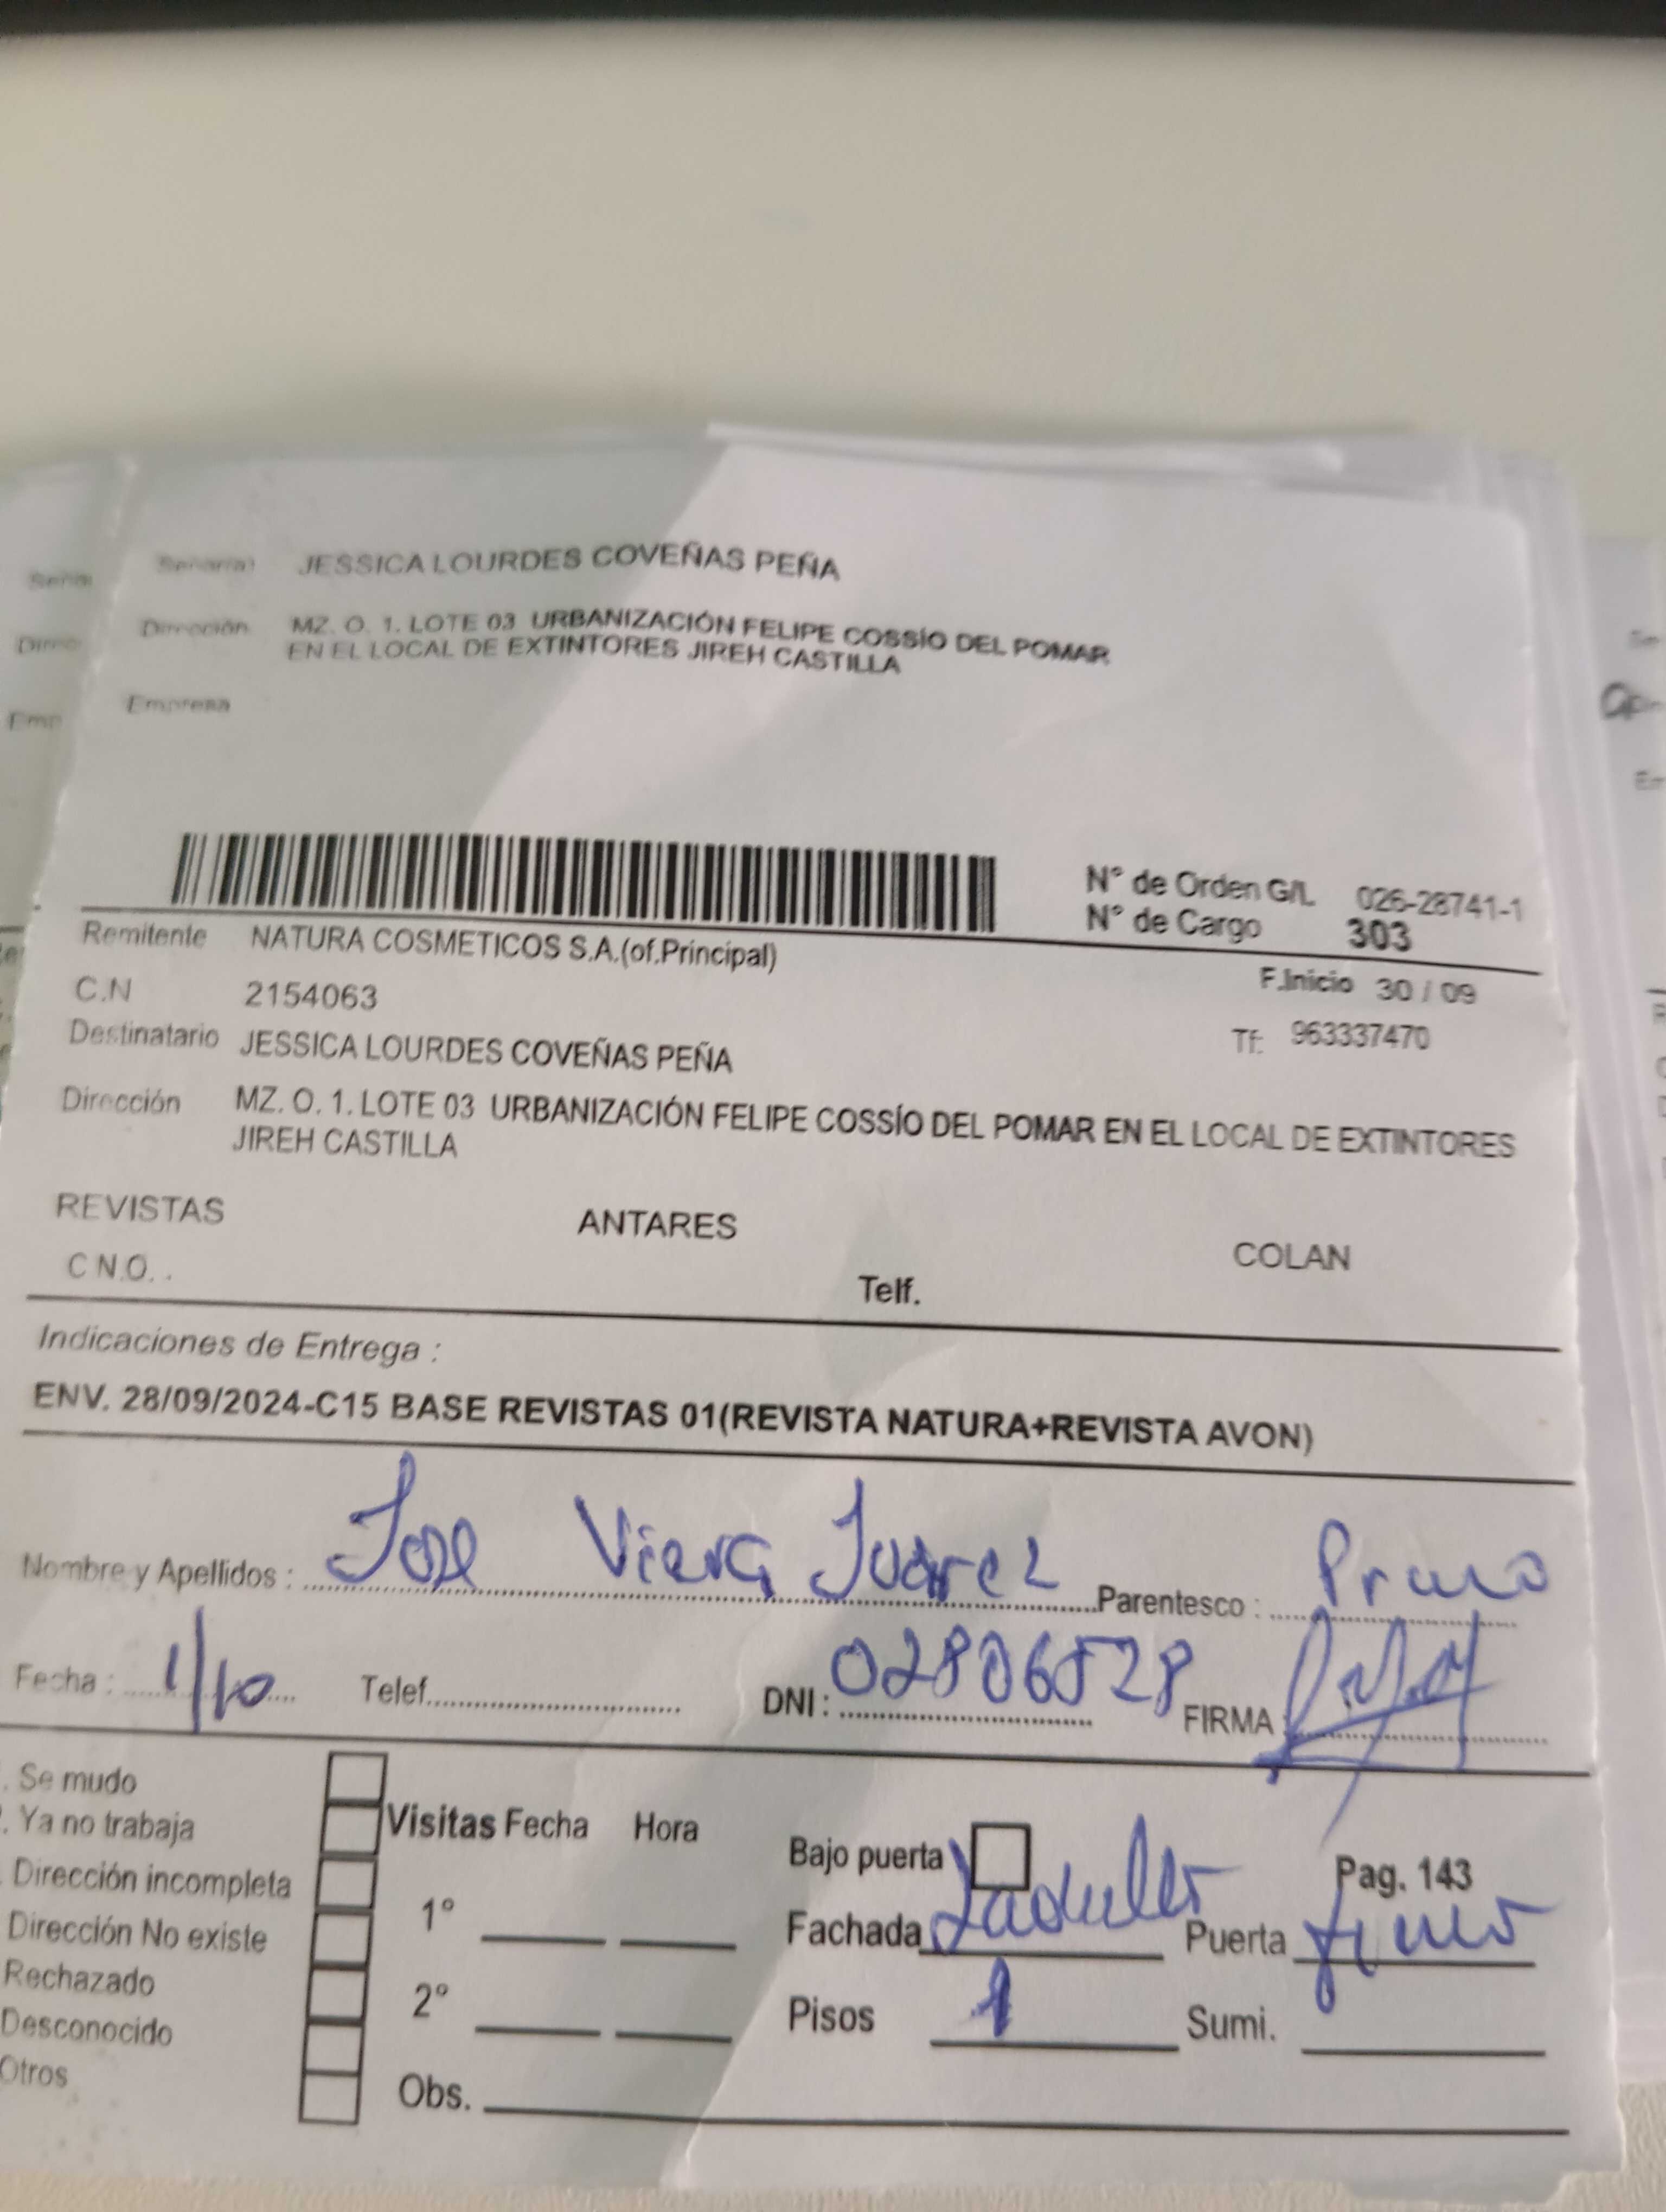 Señor(a) JESSICA LOURDES COVEÑAS PEÑA
Dirección MZ. O. 1. LOTE 03 URBANIZACIÓN FELIPE COSSÍO DEL POMAR
EN EL LOCAL DE EXTINTORES JIREH CASTILLA
Empresa
N° de Orden G/L 026-28741-1
N° de Cargo 303
Remitente NATURA COSMETICOS S.A.(of.Principal)
F.Inicio 30 / 09
C.N 2154063
Tf: 963337470
Destinatario JESSICA LOURDES COVEÑAS PEÑA
Dirección MZ. O. 1. LOTE 03 URBANIZACIÓN FELIPE COSSÍO DEL POMAR EN EL LOCAL DE EXTINTORES
JIREH CASTILLA
REVISTAS ANTARES COLAN
C N.O. . Telf.
Indicaciones de Entrega :
ENV. 28/09/2024-C15 BASE REVISTAS 01(REVISTA NATURA+REVISTA AVON)
Nombre y Apellidos : Jose Viera Juarez Parentesco :
Fecha : 1/10 Telef. DNI : 02806528 FIRMA :
Se mudo
Ya no trabaja
Dirección incompleta
Dirección No existe
Rechazado
Desconocido
Otros
Visitas Fecha Hora
1°
2°
Obs.
Bajo puerta Pag. 143
Fachada Ladrillo Puerta
Pisos 1 Sumi.